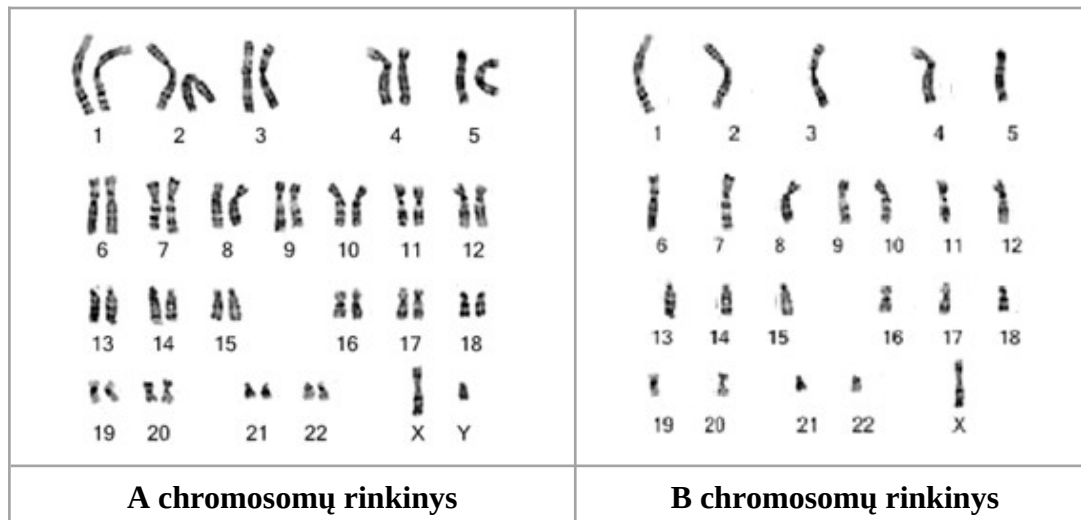 1 2 3 4 5
6 7 8 9 10 11 12
13 14 15 16 17 18
19 20 21 22 X Y
A chromosomų rinkinys
1 2 3 4 5
6 7 8 9 10 11 12
13 14 15 16 17 18
19 20 21 22 X
B chromosomų rinkinys